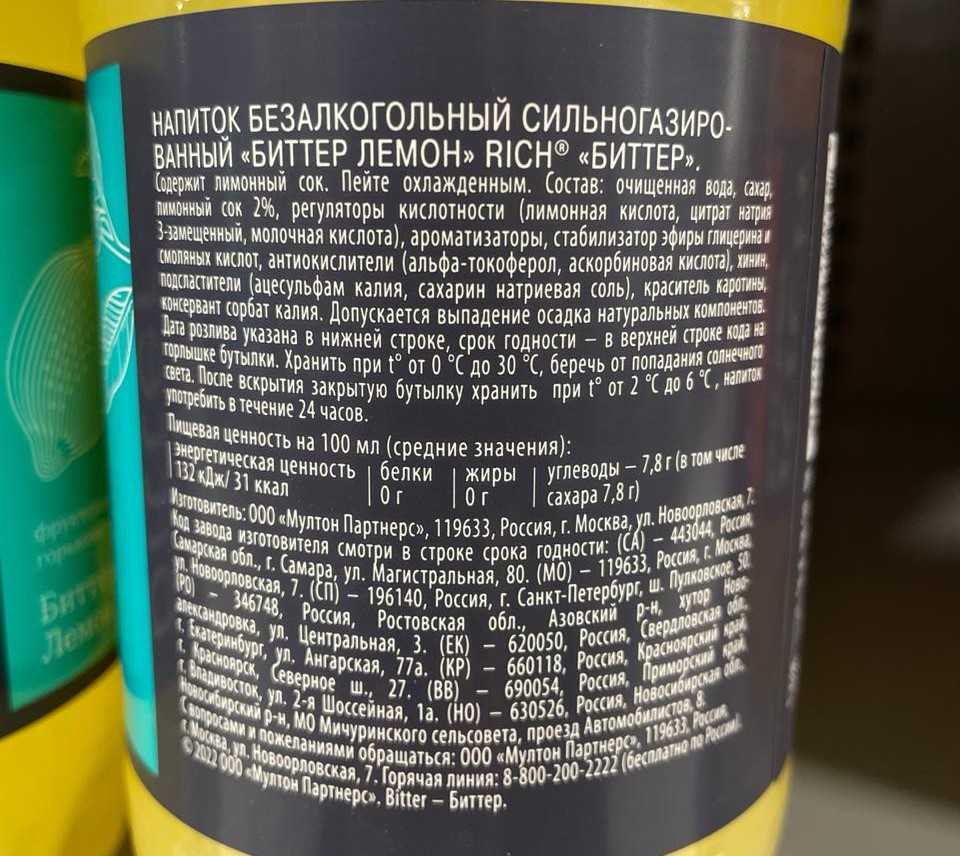 НАПИТОК БЕЗАЛКОГОЛЬНЫЙ СИЛЬНОГАЗИРО-
ВАННЫЙ «БИТТЕР ЛЕМОН» RICH® «БИТТЕР».
Содержит лимонный сок. Пейте охлажденным. Состав: очищенная вода, сахар,
лимонный сок 2%, регуляторы кислотности (лимонная кислота, цитрат натрия
3-замещенный, молочная кислота), ароматизаторы, стабилизатор эфиры глицерина и
смоляных кислот, антиокислители (альфа-токоферол, аскорбиновая кислота), хинин,
подсластители (ацесульфам калия, сахарин натриевая соль), краситель каротины,
консервант сорбат калия. Допускается выпадение осадка натуральных компонентов.
Дата розлива указана в нижней строке, срок годности – в верхней строке кода на
горлышке бутылки. Хранить при t° от 0 °C до 30 °C, беречь от попадания солнечного
света. После вскрытия закрытую бутылку хранить при t° от 2 °C до 6 °C, напиток
употребить в течение 24 часов.
Пищевая ценность на 100 мл (средние значения):
энергетическая ценность | белки | жиры | углеводы – 7,8 г (в том числе
132 кДж/ 31 ккал | 0 г | 0 г | сахара 7,8 г)
Изготовитель: ООО «Мултон Партнерс», 119633, Россия, г. Москва, ул. Новоорловская, 7.
Код завода изготовителя смотри в строке срока годности: (СА) – 443044, Россия,
Самарская обл., г. Самара, ул. Магистральная, 80. (МО) – 119633, Россия, г. Москва,
ул. Новоорловская, 7. (СП) – 196140, Россия, г. Санкт-Петербург, ш. Пулковское, 50.
(РО) – 346748, Россия, Ростовская обл., Азовский р-н, хутор Ново-
александровка, ул. Центральная, 3. (ЕК) – 620050, Россия, Свердловская обл.,
г. Екатеринбург, ул. Ангарская, 77а. (КР) – 660118, Россия, Красноярский край,
г. Красноярск, Северное ш., 27. (ВВ) – 690054, Россия, Приморский край,
г. Владивосток, ул. 2-я Шоссейная, 1а. (НО) – 630526, Россия, Новосибирская обл.,
Новосибирский р-н, МО Мичуринского сельсовета, проезд Автомобилистов, 8.
С вопросами и пожеланиями обращаться: ООО «Мултон Партнерс», 119633, Россия,
г. Москва, ул. Новоорловская, 7. Горячая линия: 8-800-200-2222 (бесплатно по России).
©2022 ООО «Мултон Партнерс». Bitter – Биттер.